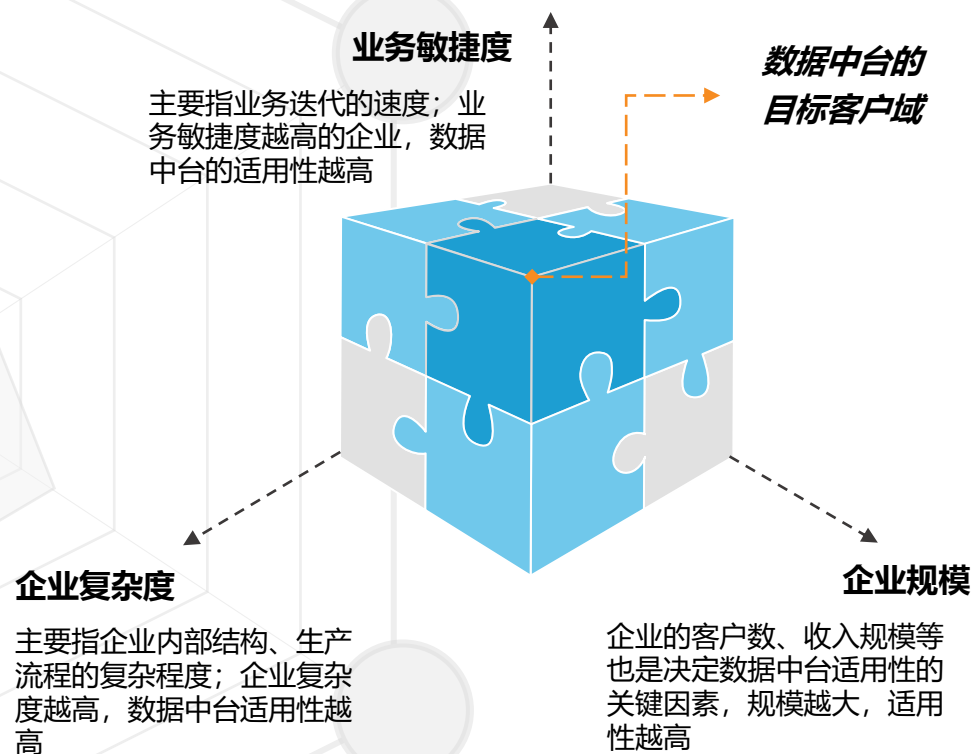 业务敏捷度
主要指业务迭代的速度；业
务敏捷度越高的企业，数据
中台的适用性越高
数据中台的
目标客户域
企业复杂度
主要指企业内部结构、生产
流程的复杂程度；企业复杂
度越高，数据中台适用性越
高
企业规模
企业的客户数、收入规模等
也是决定数据中台适用性的
关键因素，规模越大，适用
性越高